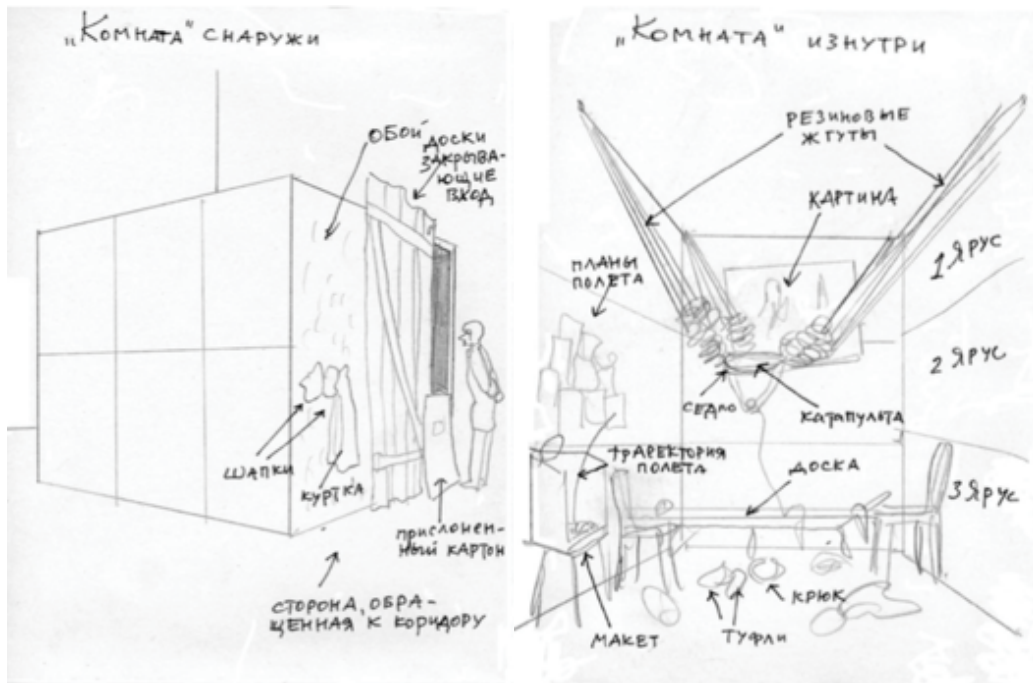 „Комната“ снаружи
обои
доски
закрыва-
ющие
вход
шапки
куртка
прислонен-
ный картон
сторона, обра-
щенная к коридору
„Комната“ изнутри
резиновые
жгуты
картина
планы
полета
1 ярус
2 ярус
седло
катапульта
траектория
полета
доска
3 ярус
крюк
макет
туфли